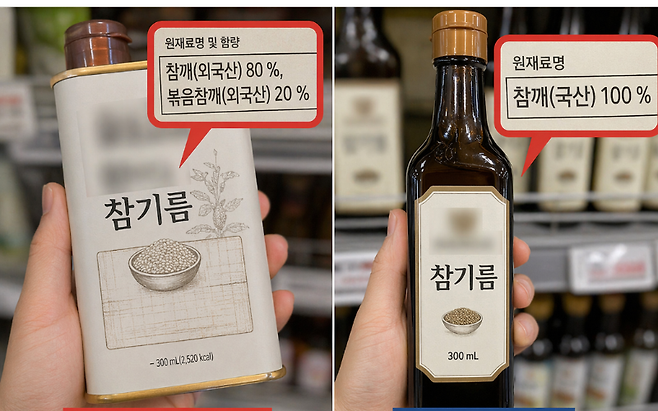 원재료명 및 함량
참깨(외국산) 80 %,
볶음참깨(외국산) 20 %
참기름
– 300 mL(2,520 kcal)
원재료명
참깨(국산) 100 %
참기름
300 mL